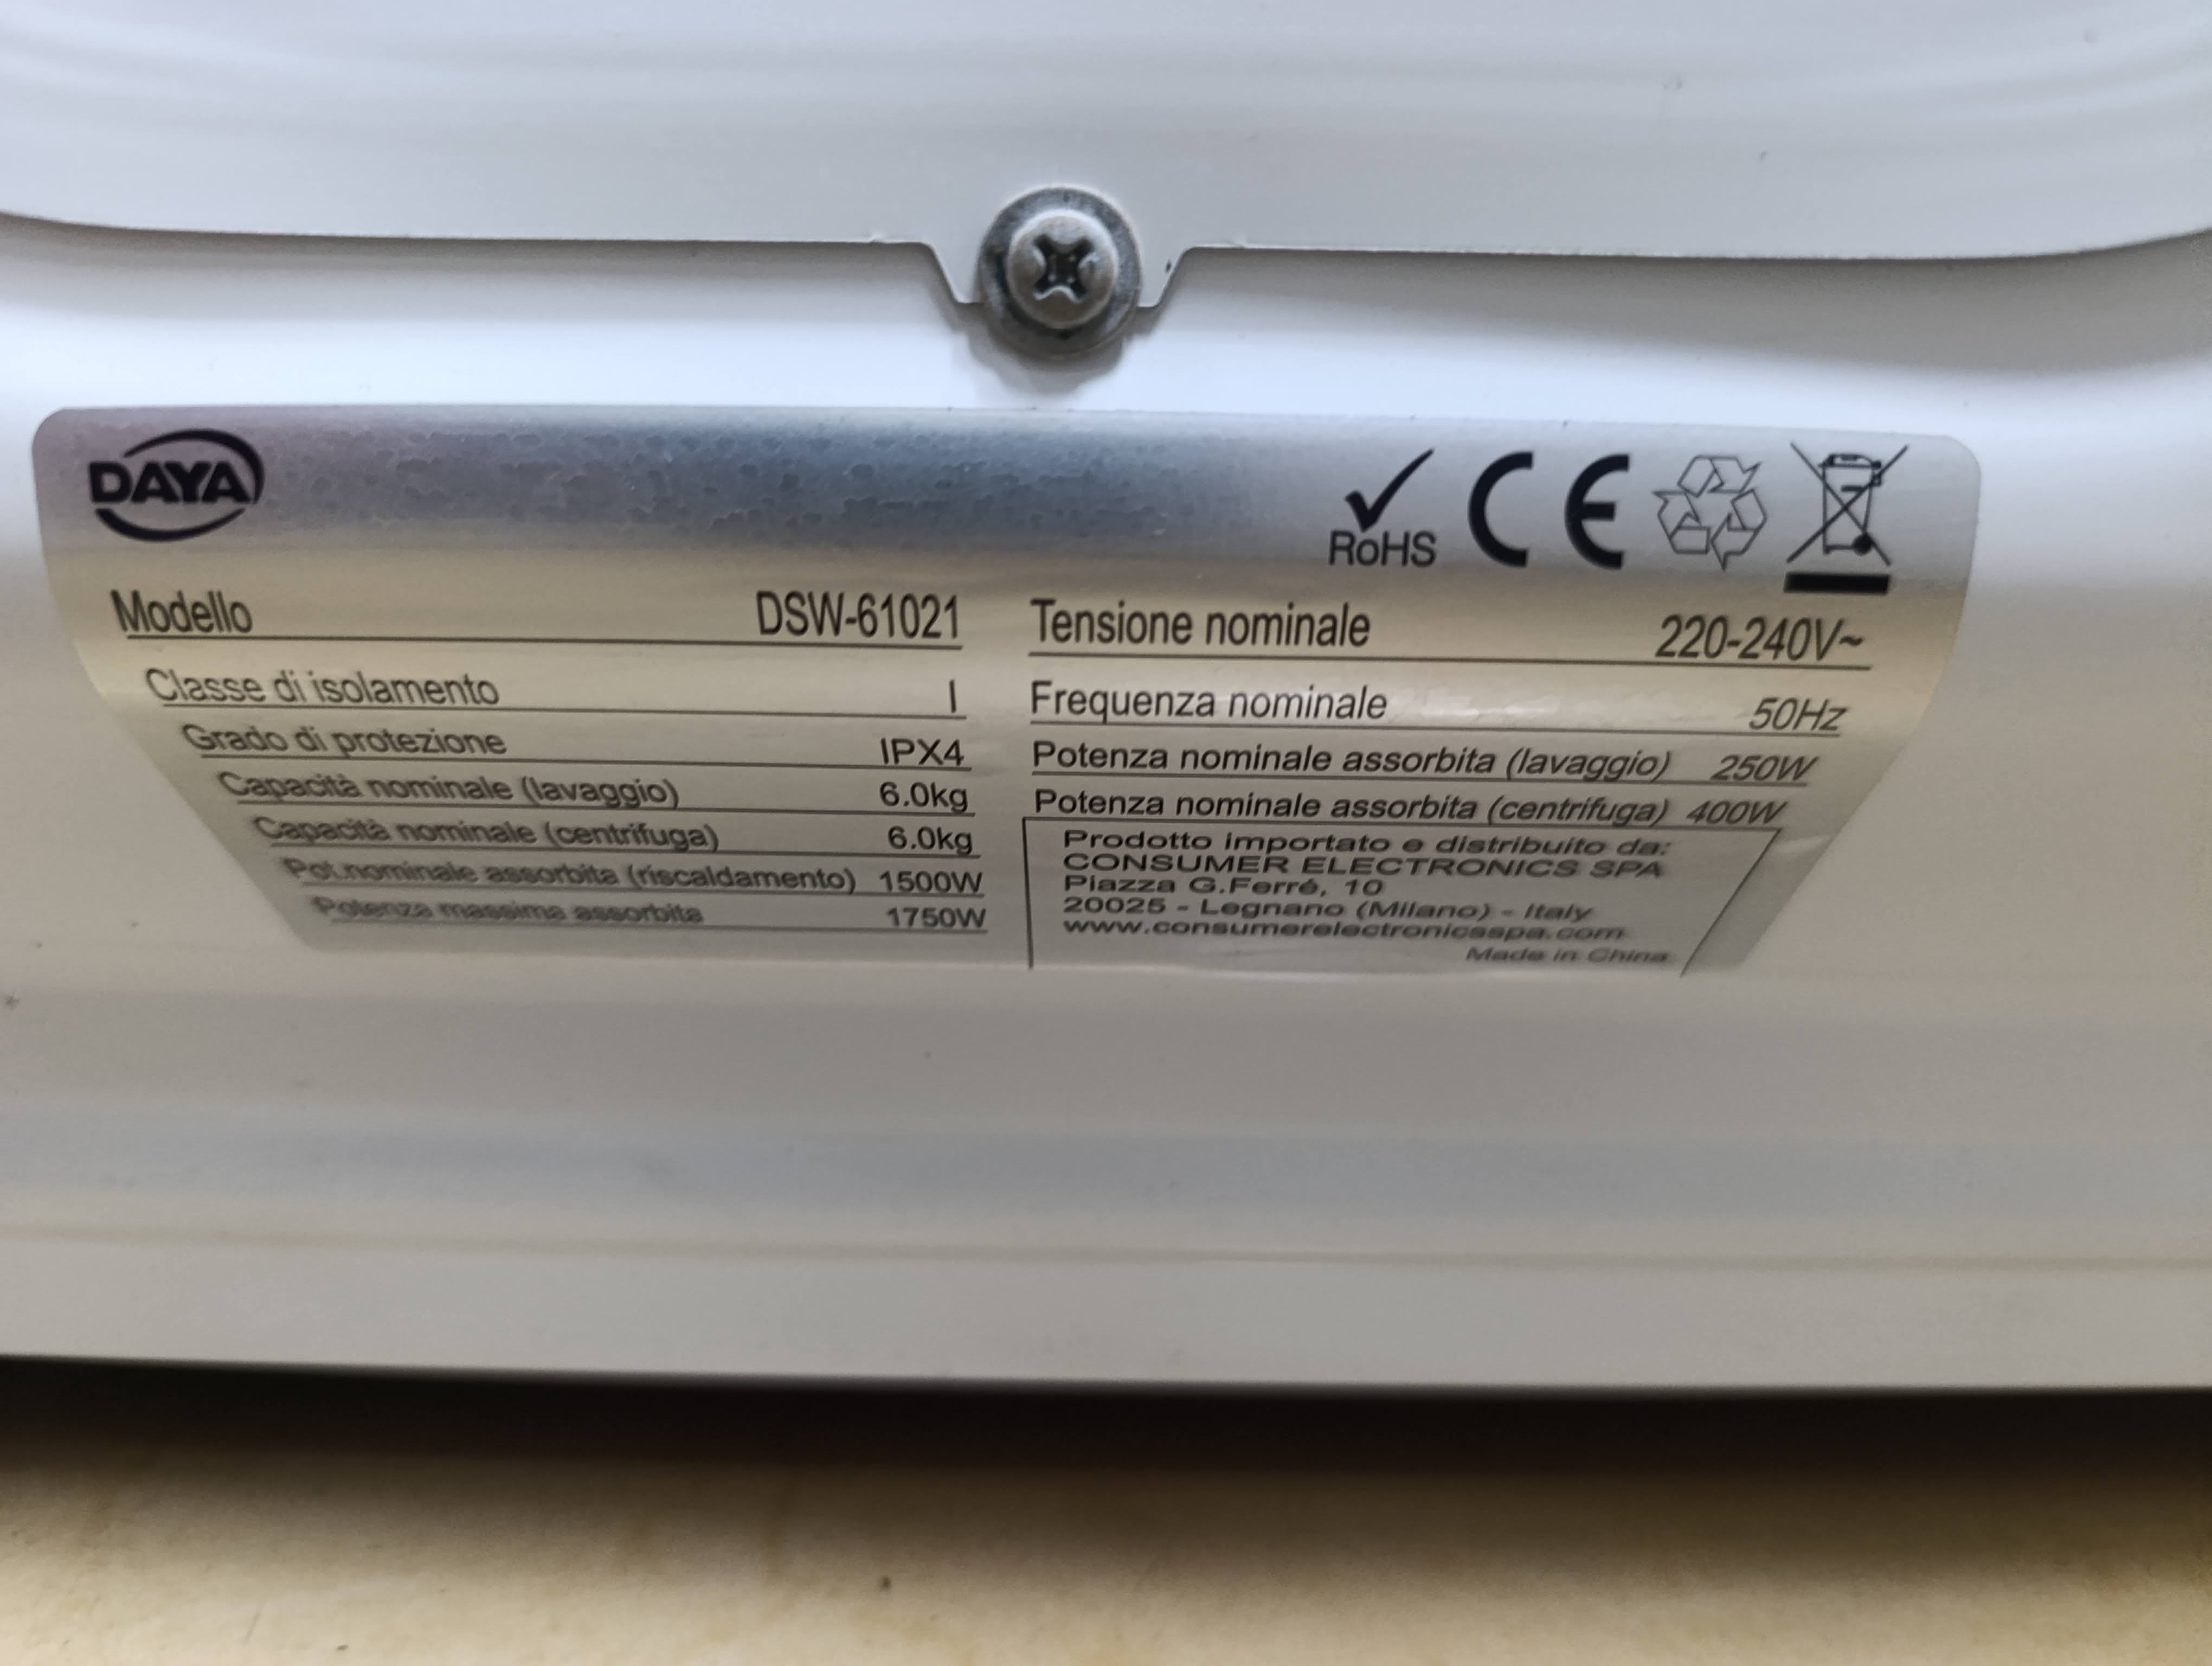 DAYA
RoHS CE
Modello DSW-61021
Classe di isolamento I
Grado di protezione IPX4
Capacità nominale (lavaggio) 6.0kg
Capacità nominale (centrifuga) 6.0kg
Pot.nominale assorbita (riscaldamento) 1500W
Potenza massima assorbita 1750W
Tensione nominale 220-240V~
Frequenza nominale 50Hz
Potenza nominale assorbita (lavaggio) 250W
Potenza nominale assorbita (centrifuga) 400W
Prodotto importato e distribuito da:
CONSUMER ELECTRONICS SPA
Piazza G.Ferré, 10
20025 - Legnano (Milano) - Italy
www.consumerelectronicsspa.com
Made in China